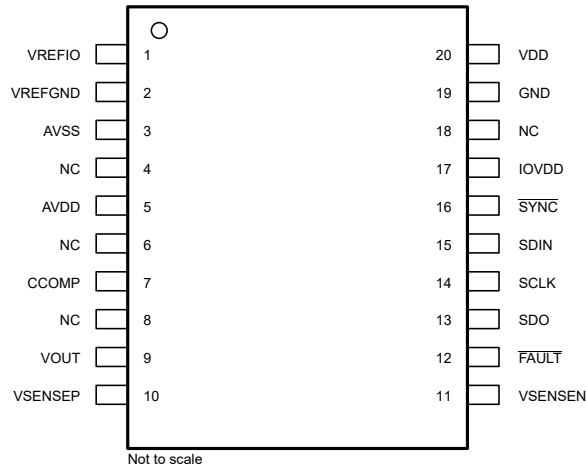 VREFIO 1 20 VDD
VREFGND 2 19 GND
AVSS 3 18 NC
NC 4 17 IOVDD
AVDD 5 16 SYNC
NC 6 15 SDIN
CCOMP 7 14 SCLK
NC 8 13 SDO
VOUT 9 12 FAULT
VSENSEP 10 11 VSENSEN
Not to scale